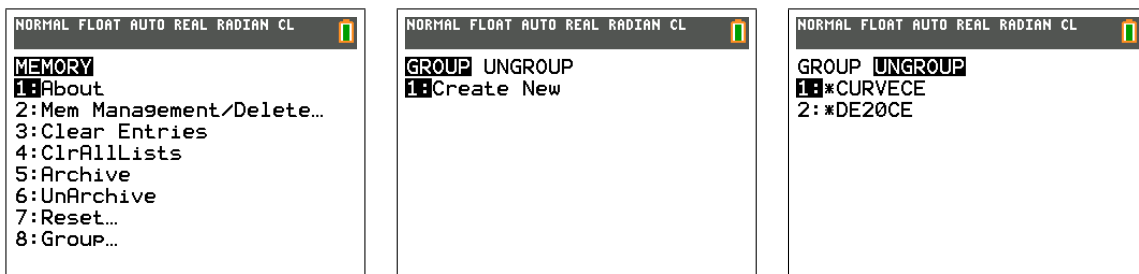 NORMAL FLOAT AUTO REAL RADIAN CL
MEMORY
1:About
2:Mem Management/Delete…
3:Clear Entries
4:ClrAllLists
5:Archive
6:UnArchive
7:Reset…
8:Group…
NORMAL FLOAT AUTO REAL RADIAN CL
GROUP UNGROUP
1:Create New
NORMAL FLOAT AUTO REAL RADIAN CL
GROUP UNGROUP
1:*CURVECE
2:*DE20CE